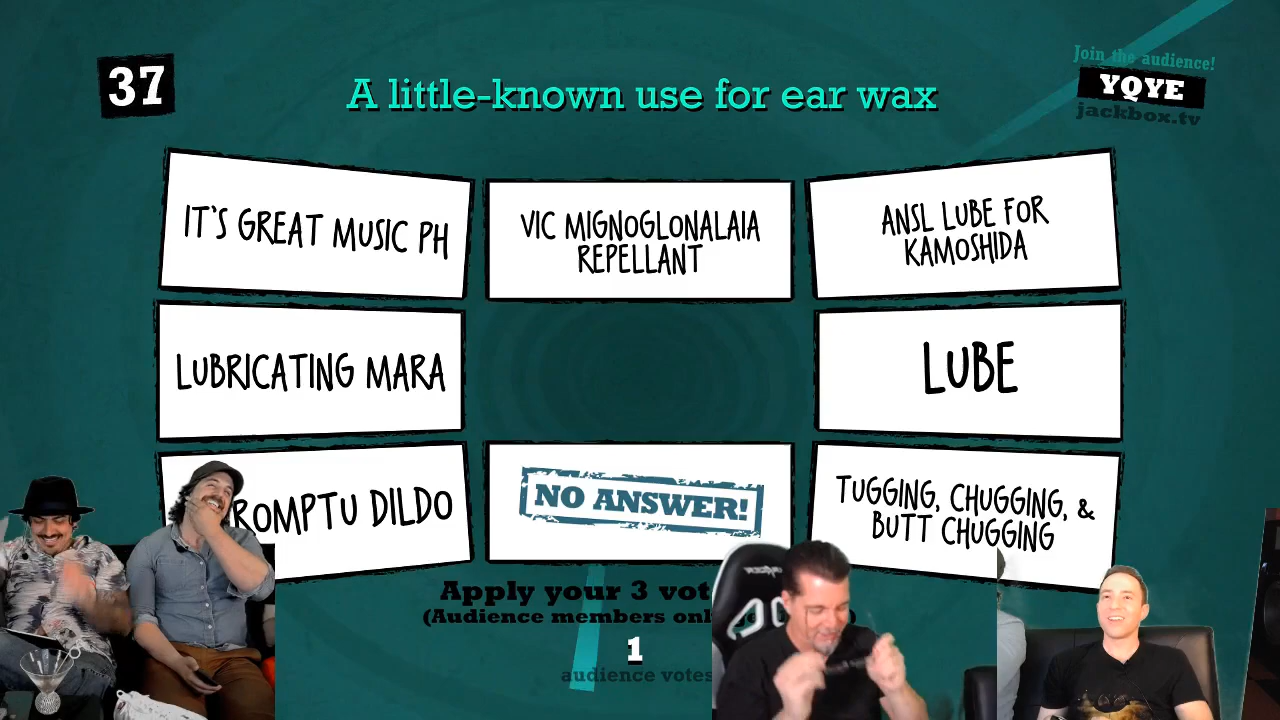 37
A little-known use for ear wax
Join the audience!
YQYE
jackbox.tv
IT'S GREAT MUSIC PH
VIC MIGNOGLONALAIA
REPELLANT
ANSL LUBE FOR
KAMOSHIDA
LUBRICATING MARA
LUBE
ROMPTU DILDO
NO ANSWER!
TUGGING, CHUGGING, &
BUTT CHUGGING
Apply your 3
(Audience members
1
audience votes